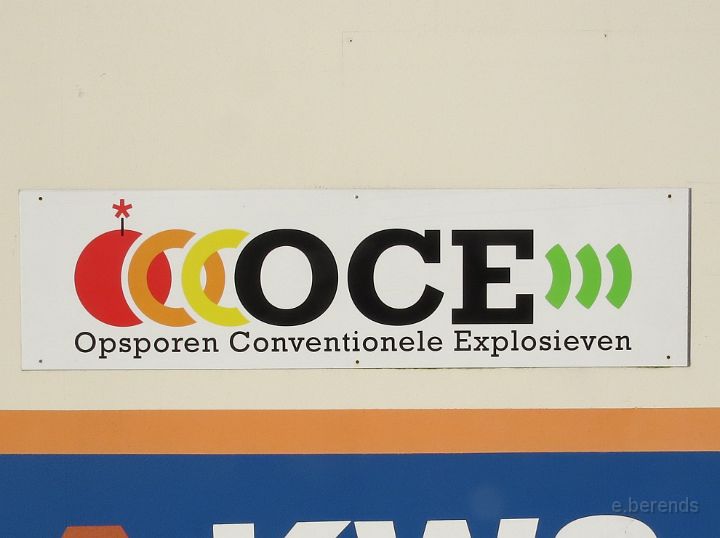 OCE
Opsporen Conventionele Explosieven
e.berends